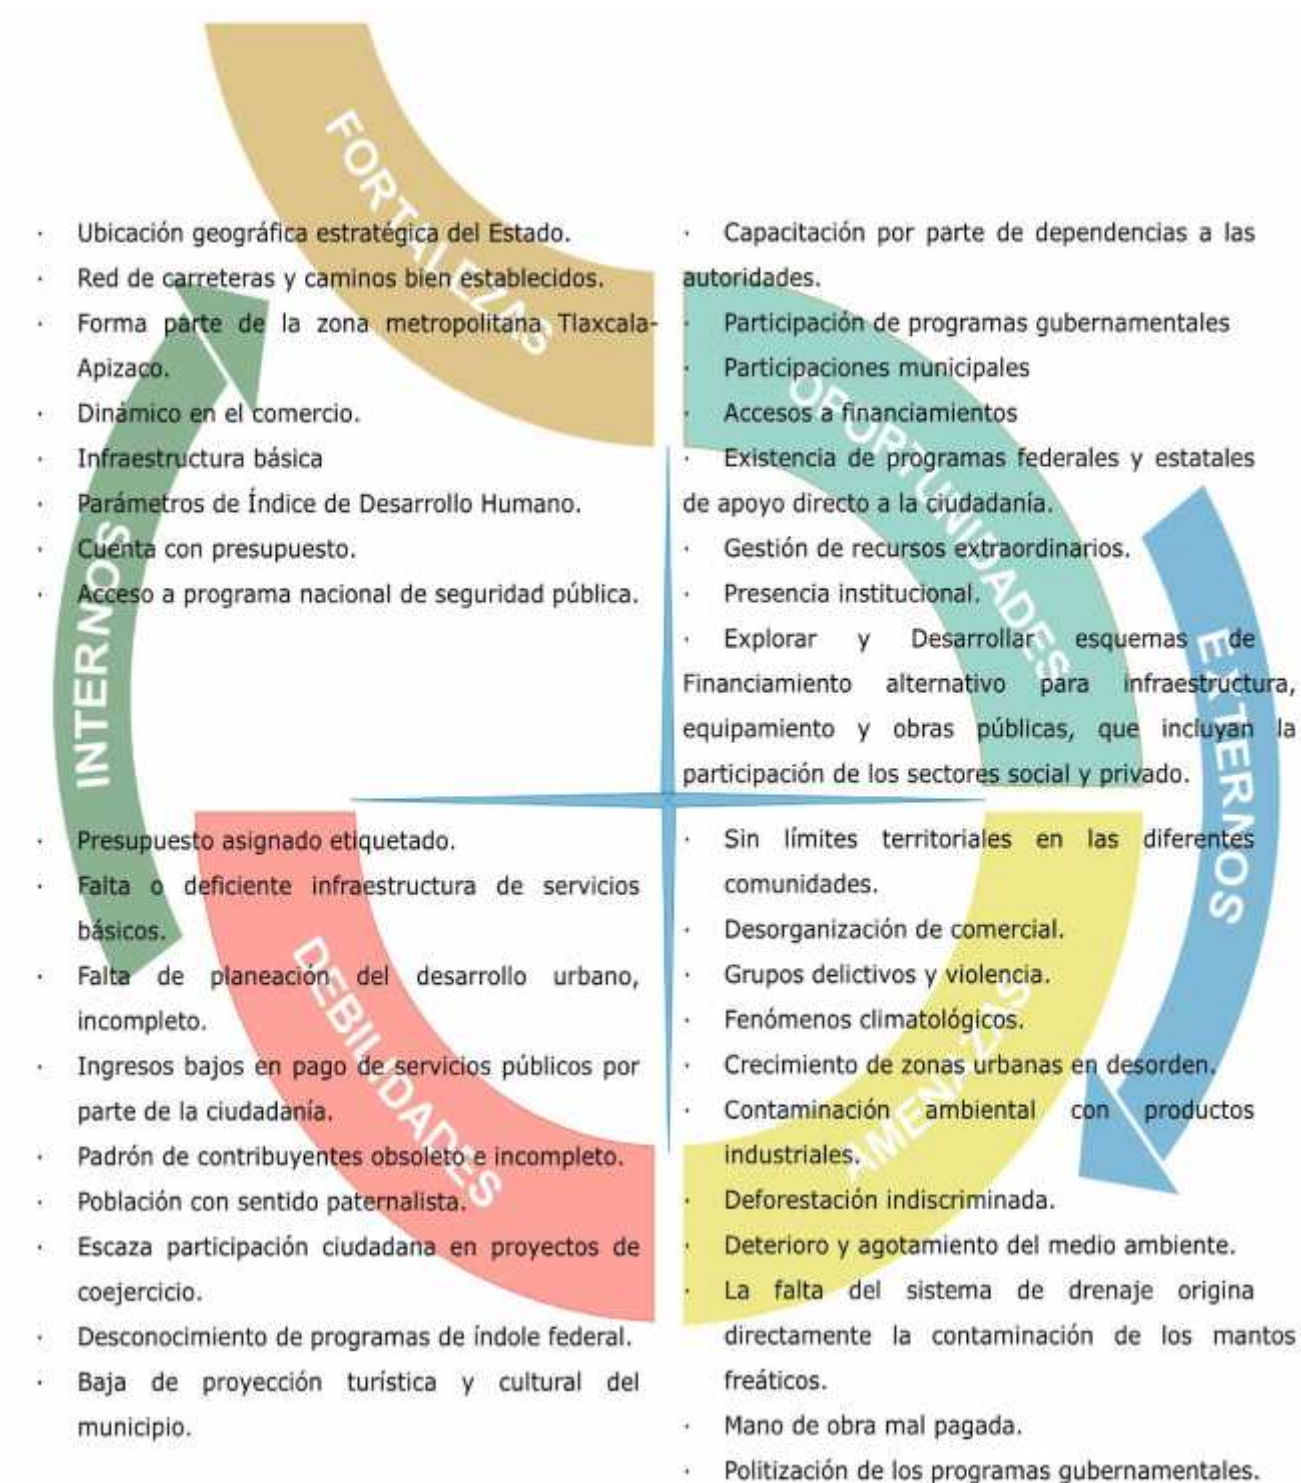 FORTALEZAS
· Ubicación geográfica estratégica del Estado.
· Red de carreteras y caminos bien establecidos.
· Forma parte de la zona metropolitana Tlaxcala-
Apizaco.
· Dinámico en el comercio.
· Infraestructura básica
· Parámetros de Índice de Desarrollo Humano.
· Cuenta con presupuesto.
· Acceso a programa nacional de seguridad pública.
INTERNOS
OPORTUNIDADES
· Capacitación por parte de dependencias a las
autoridades.
· Participación de programas gubernamentales
· Participaciones municipales
· Accesos a financiamientos
· Existencia de programas federales y estatales
de apoyo directo a la ciudadanía.
· Gestión de recursos extraordinarios.
· Presencia institucional.
· Explorar y Desarrollar esquemas de
Financiamiento alternativo para infraestructura,
equipamiento y obras públicas, que incluyan la
participación de los sectores social y privado.
EXTERNOS
DEBILIDADES
· Presupuesto asignado etiquetado.
· Falta o deficiente infraestructura de servicios
básicos.
· Falta de planeación del desarrollo urbano,
incompleto.
· Ingresos bajos en pago de servicios públicos por
parte de la ciudadanía.
· Padrón de contribuyentes obsoleto e incompleto.
· Población con sentido paternalista.
· Escaza participación ciudadana en proyectos de
coejercicio.
· Desconocimiento de programas de índole federal.
· Baja de proyección turística y cultural del
municipio.
AMENAZAS
· Sin límites territoriales en las diferentes
comunidades.
· Desorganización de comercial.
· Grupos delictivos y violencia.
· Fenómenos climatológicos.
· Crecimiento de zonas urbanas en desorden.
· Contaminación ambiental con productos
industriales.
· Deforestación indiscriminada.
· Deterioro y agotamiento del medio ambiente.
· La falta del sistema de drenaje origina
directamente la contaminación de los mantos
freáticos.
· Mano de obra mal pagada.
· Politización de los programas gubernamentales.